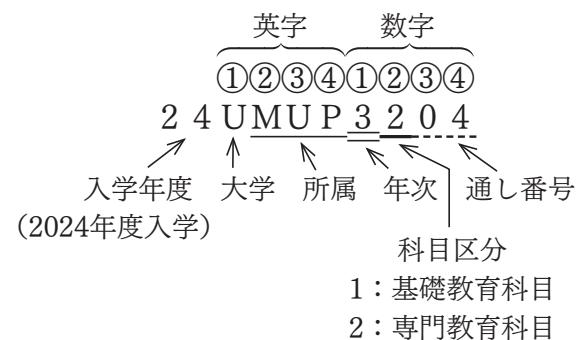 英字 数字
①②③④①②③④
24UMUP3204
入学年度 大学 所属 年次 通し番号
(2024年度入学)
科目区分
1：基礎教育科目
2：専門教育科目